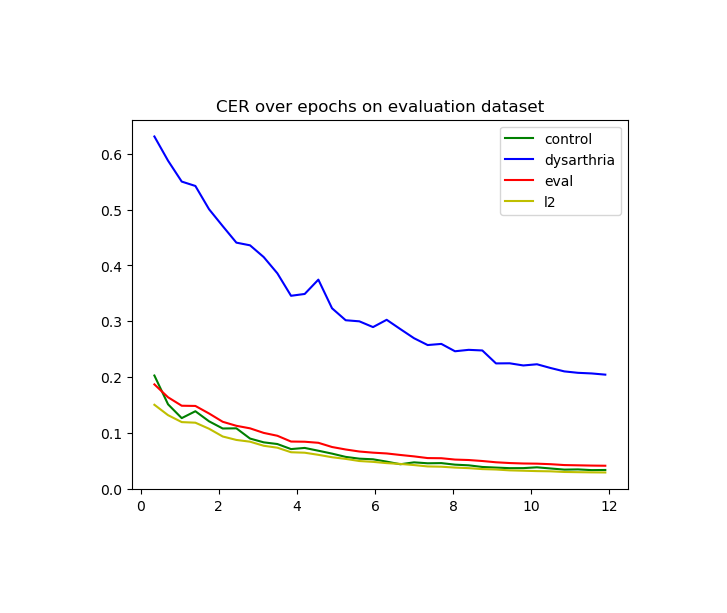 CER over epochs on evaluation dataset
control
dysarthria
eval
l2
0.6
0.5
0.4
0.3
0.2
0.1
0.0
0 2 4 6 8 10 12